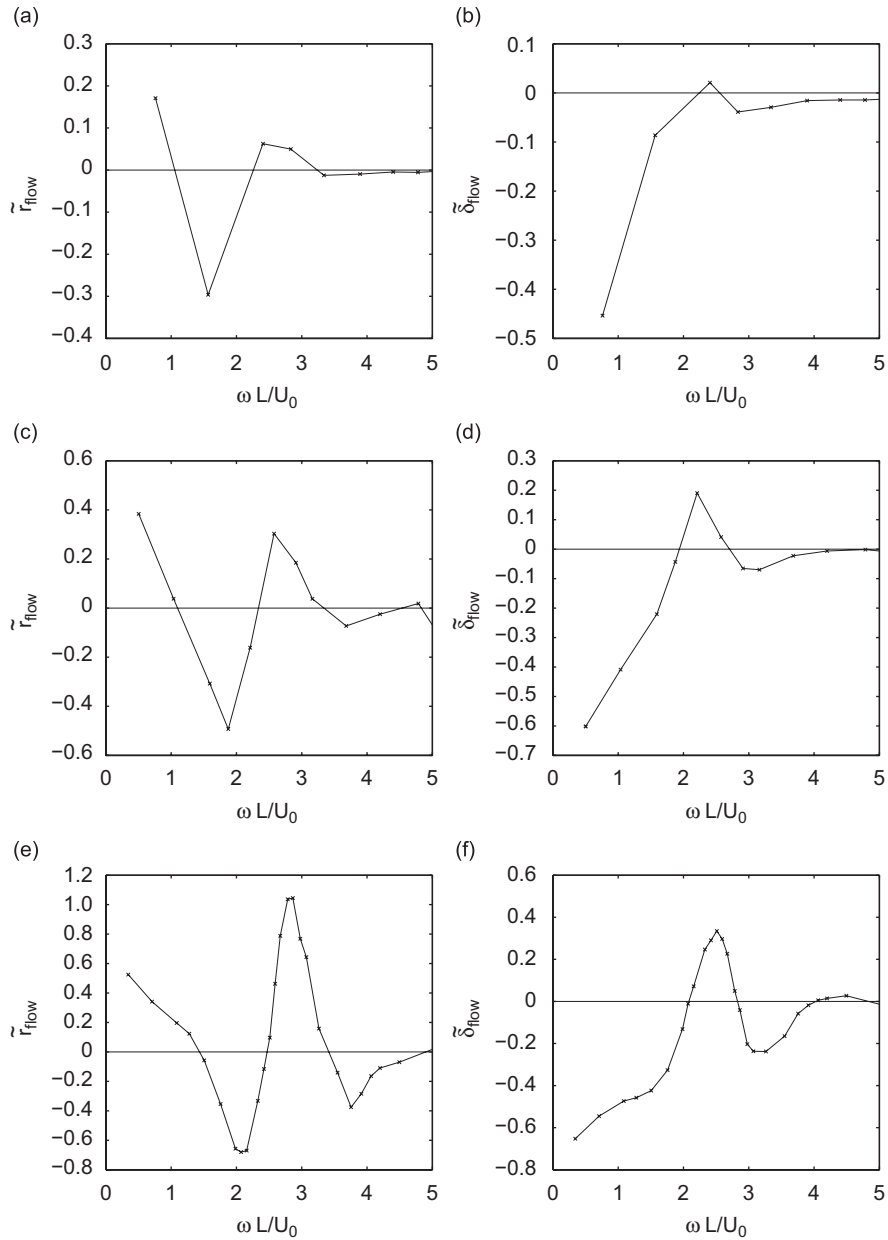 (a)
0.3
0.2
0.1
0
−0.1
−0.2
−0.3
−0.4
r̃flow
0 1 2 3 4 5
ω L/U0
(b)
0.1
0
−0.1
−0.2
−0.3
−0.4
−0.5
δ̃flow
0 1 2 3 4 5
ω L/U0
(c)
0.6
0.4
0.2
0
−0.2
−0.4
−0.6
r̃flow
0 1 2 3 4 5
ω L/U0
(d)
0.3
0.2
0.1
0
−0.1
−0.2
−0.3
−0.4
−0.5
−0.6
−0.7
δ̃flow
0 1 2 3 4 5
ω L/U0
(e)
1.2
1.0
0.8
0.6
0.4
0.2
0
−0.2
−0.4
−0.6
−0.8
r̃flow
0 1 2 3 4 5
ω L/U0
(f)
0.6
0.4
0.2
0
−0.2
−0.4
−0.6
−0.8
δ̃flow
0 1 2 3 4 5
ω L/U0